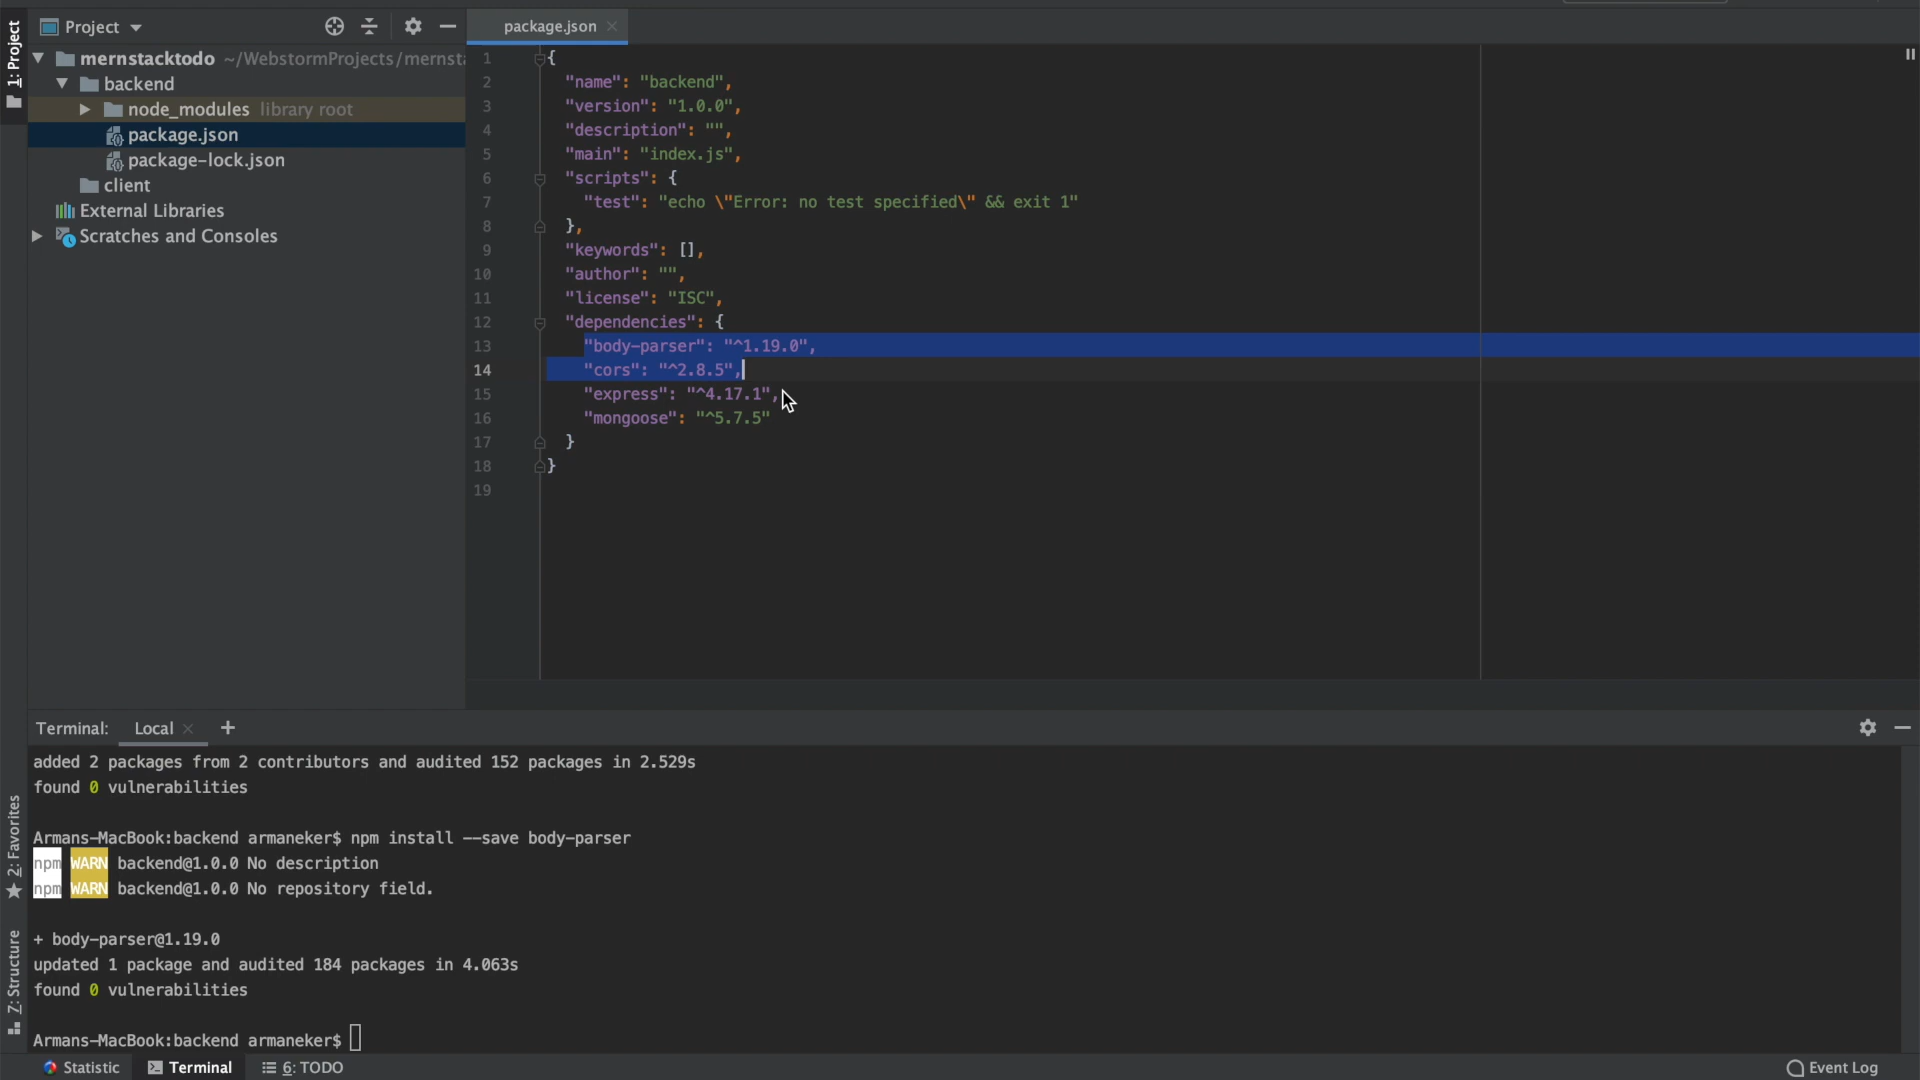 1: Project
Project
mernstacktodo ~/WebstormProjects/mernsta
backend
node_modules library root
package.json
package-lock.json
client
External Libraries
Scratches and Consoles
package.json
1 {
2 "name": "backend",
3 "version": "1.0.0",
4 "description": "",
5 "main": "index.js",
6 "scripts": {
7 "test": "echo \"Error: no test specified\" && exit 1"
8 },
9 "keywords": [],
10 "author": "",
11 "license": "ISC",
12 "dependencies": {
13 "body-parser": "^1.19.0",
14 "cors": "^2.8.5",
15 "express": "^4.17.1",
16 "mongoose": "^5.7.5"
17 }
18 }
19
Terminal: Local +
added 2 packages from 2 contributors and audited 152 packages in 2.529s
found 0 vulnerabilities
Armans-MacBook:backend armaneker$ npm install --save body-parser
npm WARN backend@1.0.0 No description
npm WARN backend@1.0.0 No repository field.
+ body-parser@1.19.0
updated 1 package and audited 184 packages in 4.063s
found 0 vulnerabilities
Armans-MacBook:backend armaneker$
2: Favorites
Z: Structure
Statistic
Terminal
6: TODO
Event Log